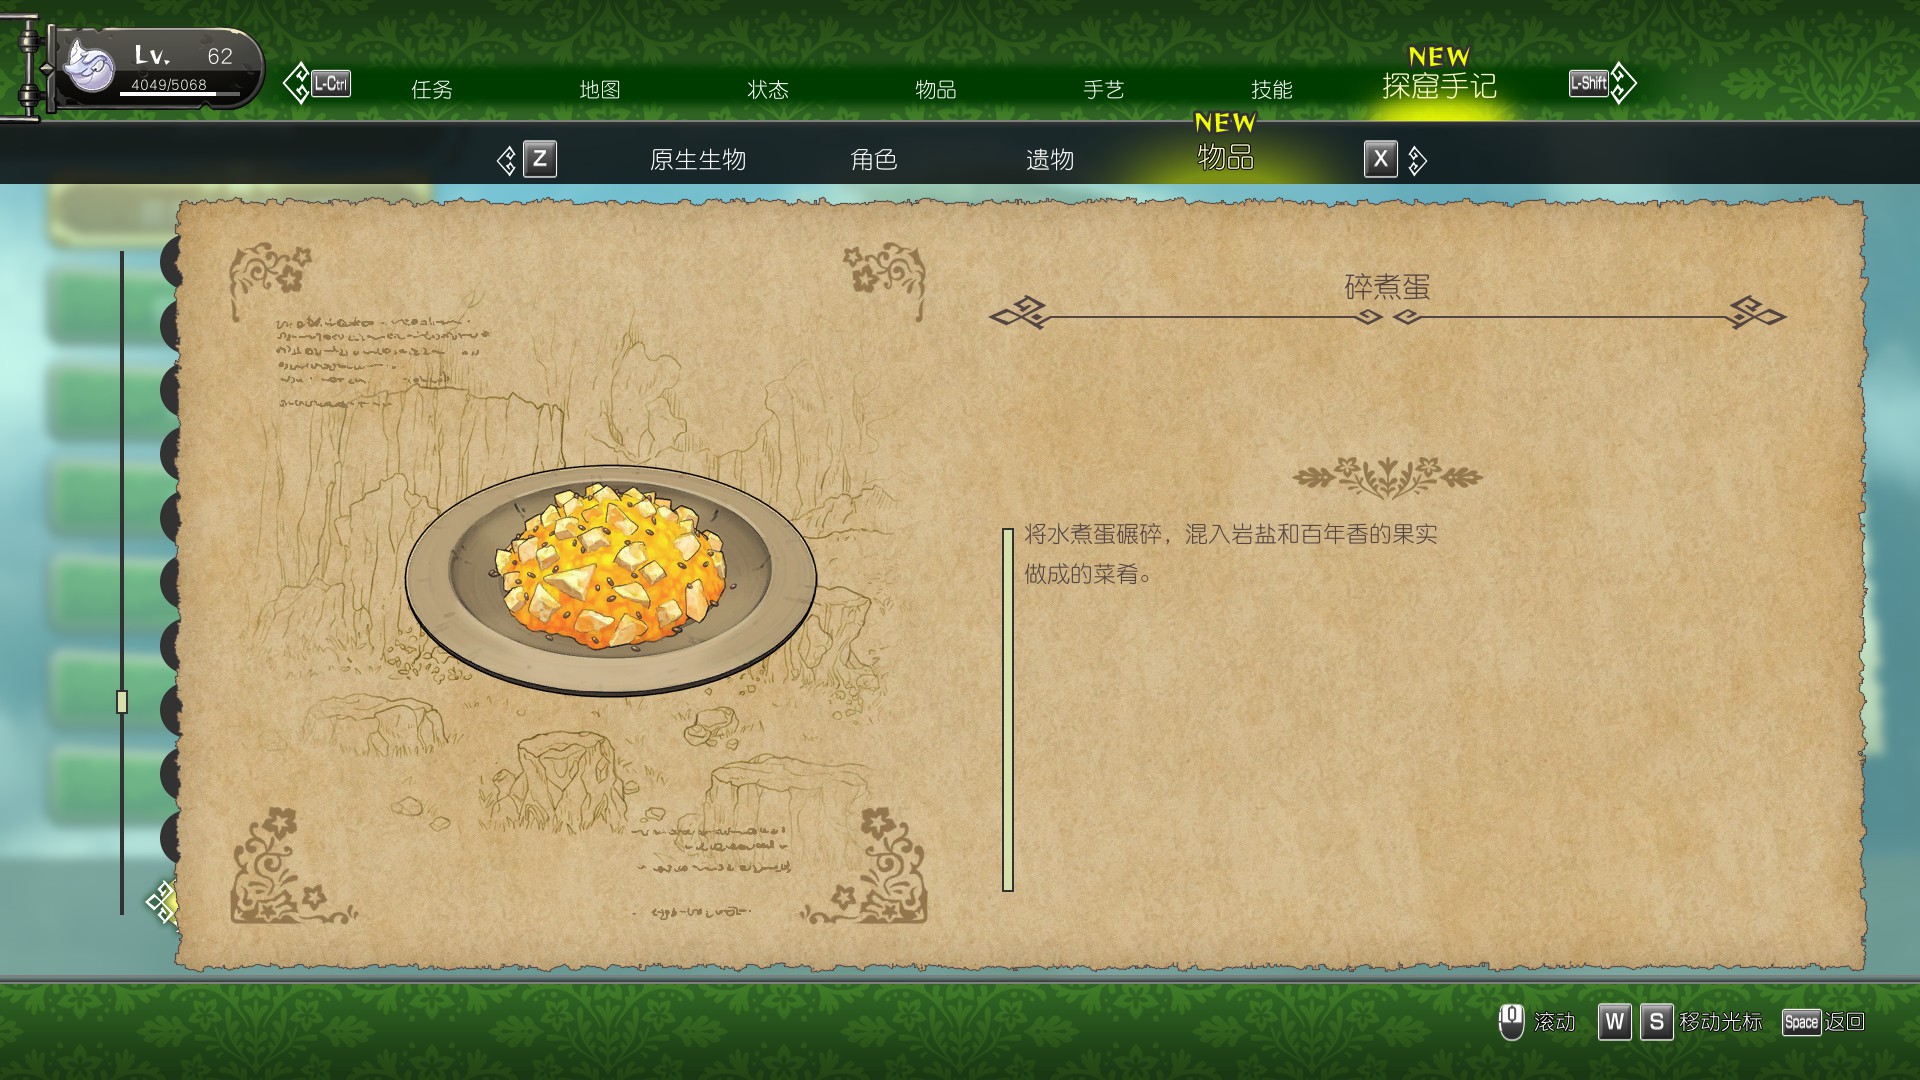 Lv. 62
4049/5068
L-Ctrl
任务
地图
状态
物品
手艺
技能
NEW
探窟手记
L-Shift
Z
原生生物
角色
遗物
NEW
物品
X
碎煮蛋
将水煮蛋碾碎，混入岩盐和百年香的果实
做成的菜肴。
滚动
W S 移动光标
Space 返回